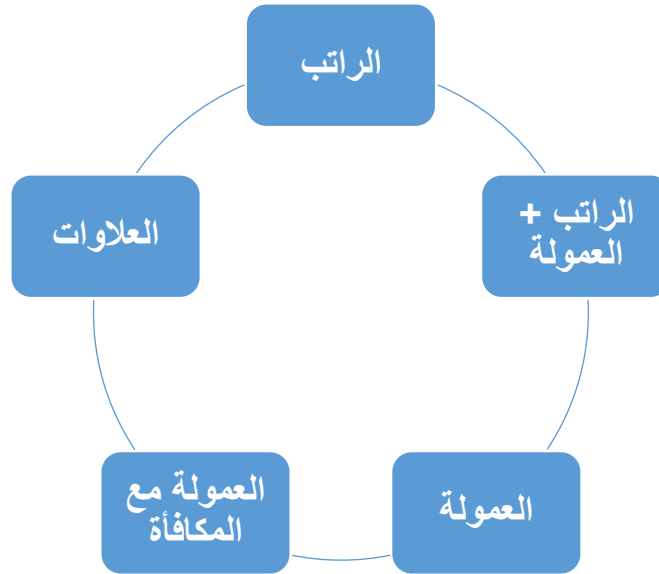 الراتب
الراتب +
العمولة
العمولة
العمولة مع
المكافأة
العلاوات